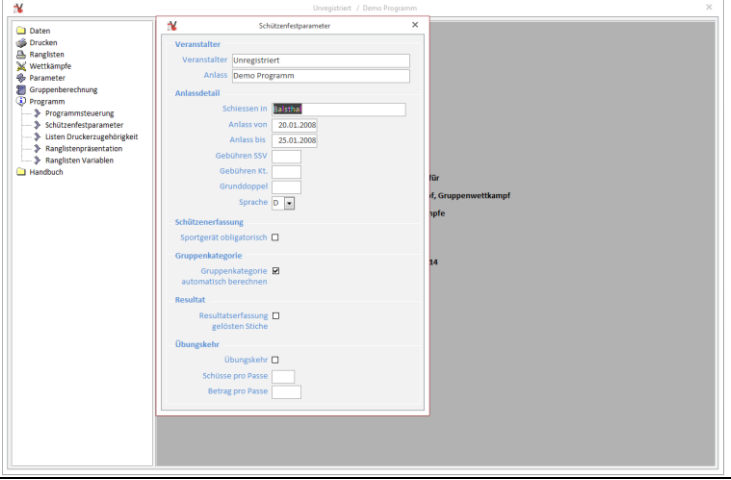 Unregistriert / Demo Programm
Daten
Drucken
Ranglisten
Wettkämpfe
Parameter
Gruppenberechnung
Programm
Programmsteuerung
Schützenfestparameter
Listen Druckerzugehörigkeit
Ranglistenpräsentation
Ranglisten Variablen
Handbuch
Schützenfestparameter
Veranstalter
Veranstalter Unregistriert
Anlass Demo Programm
Anlassdetail
Schiessen in Balsthal
Anlass von 20.01.2008
Anlass bis 25.01.2008
Gebühren SSV
Gebühren Kt.
Grunddoppel
Sprache D
Schützenerfassung
Sportgerät obligatorisch
Gruppenkategorie
Gruppenkategorie
automatisch berechnen
Resultat
Resultatserfassung
gelösten Stiche
Übungskehr
Übungskehr
Schüsse pro Passe
Betrag pro Passe
für
f, Gruppenwettkampf
npfe
14